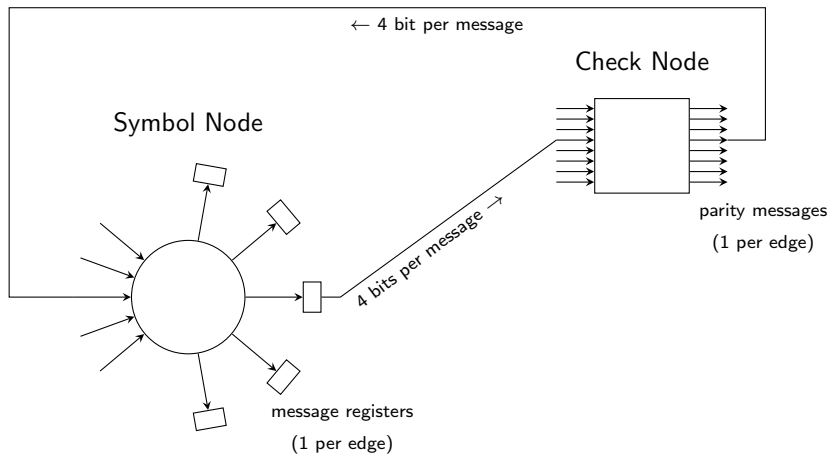 ← 4 bit per message
Check Node
Symbol Node
4 bits per message →
parity messages
(1 per edge)
message registers
(1 per edge)